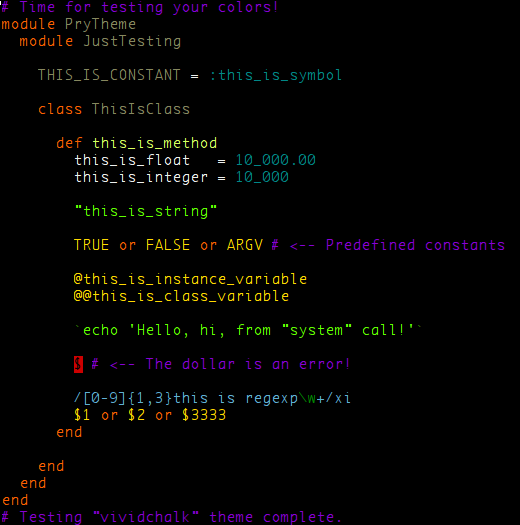 # Time for testing your colors!
module PryTheme
  module JustTesting

    THIS_IS_CONSTANT = :this_is_symbol

    class ThisIsClass

      def this_is_method
        this_is_float   = 10_000.00
        this_is_integer = 10_000

        "this_is_string"

        TRUE or FALSE or ARGV # <-- Predefined constants

        @this_is_instance_variable
        @@this_is_class_variable

        `echo 'Hello, hi, from "system" call!'`

        $ # <-- The dollar is an error!

        /[0-9]{1,3}this is regexp\w+/xi
        $1 or $2 or $3333
      end

    end
  end
end
# Testing "vividchalk" theme complete.